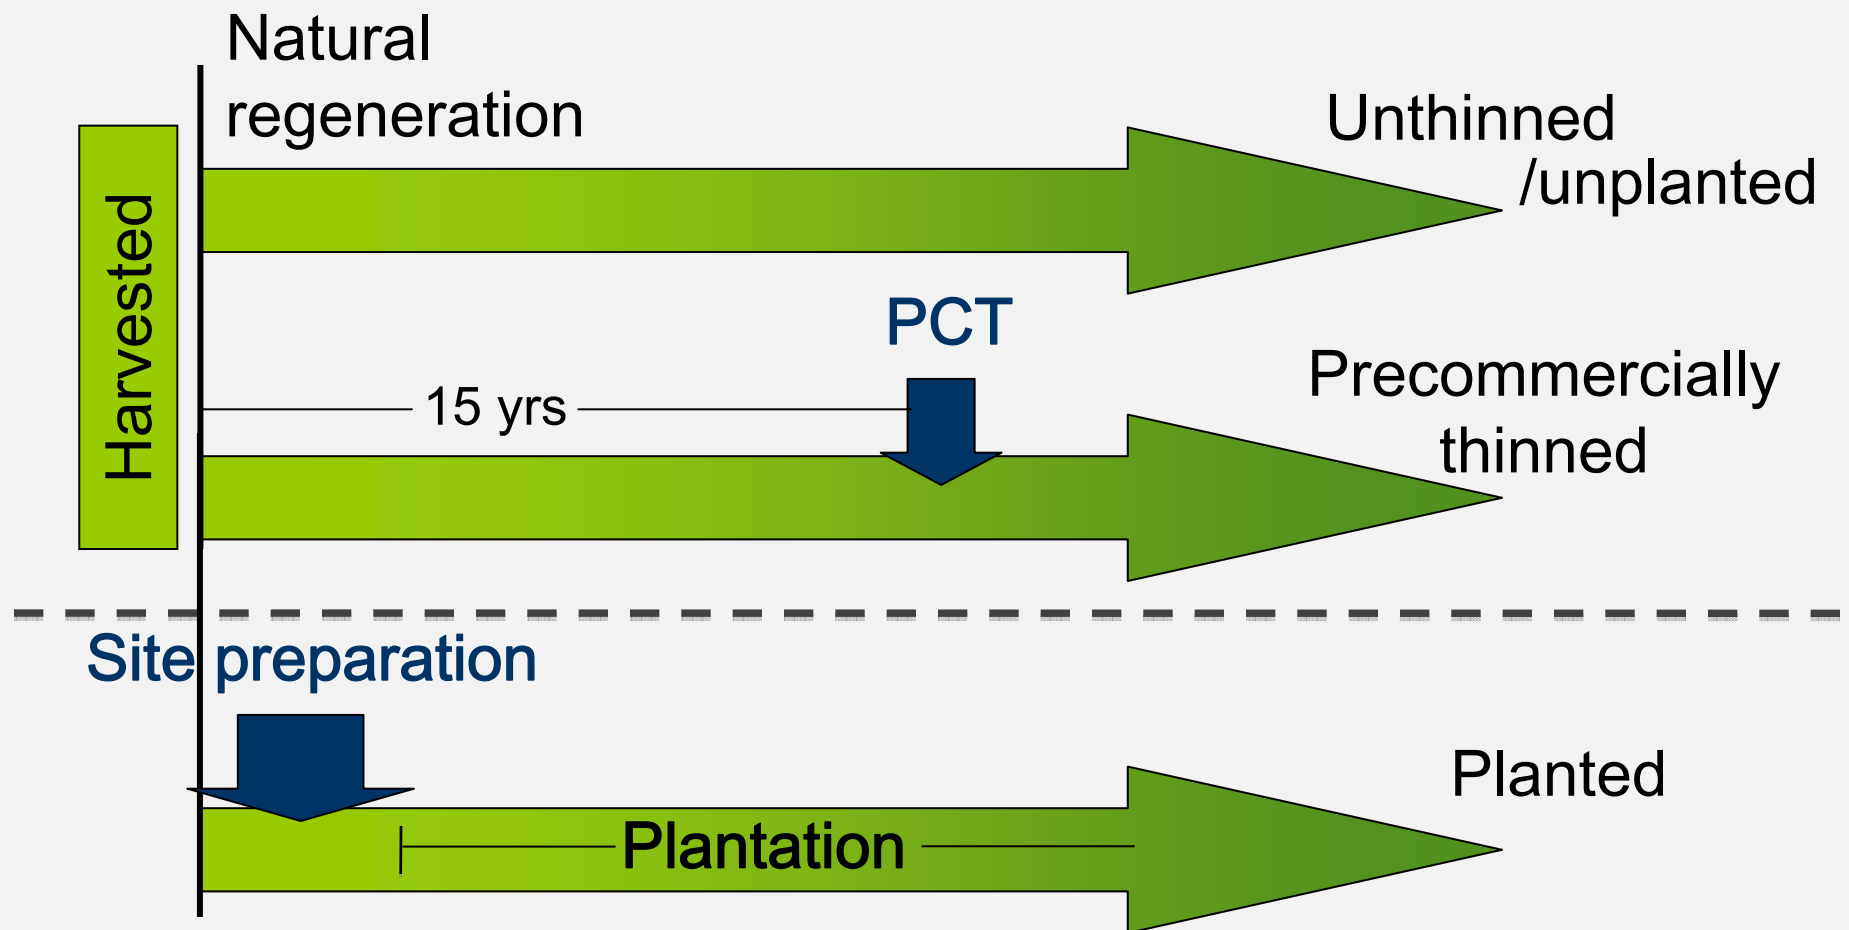 Natural
regeneration
Unthinned
/unplanted
Harvested
PCT
15 yrs
Precommercially
thinned
Site preparation
Planted
Plantation